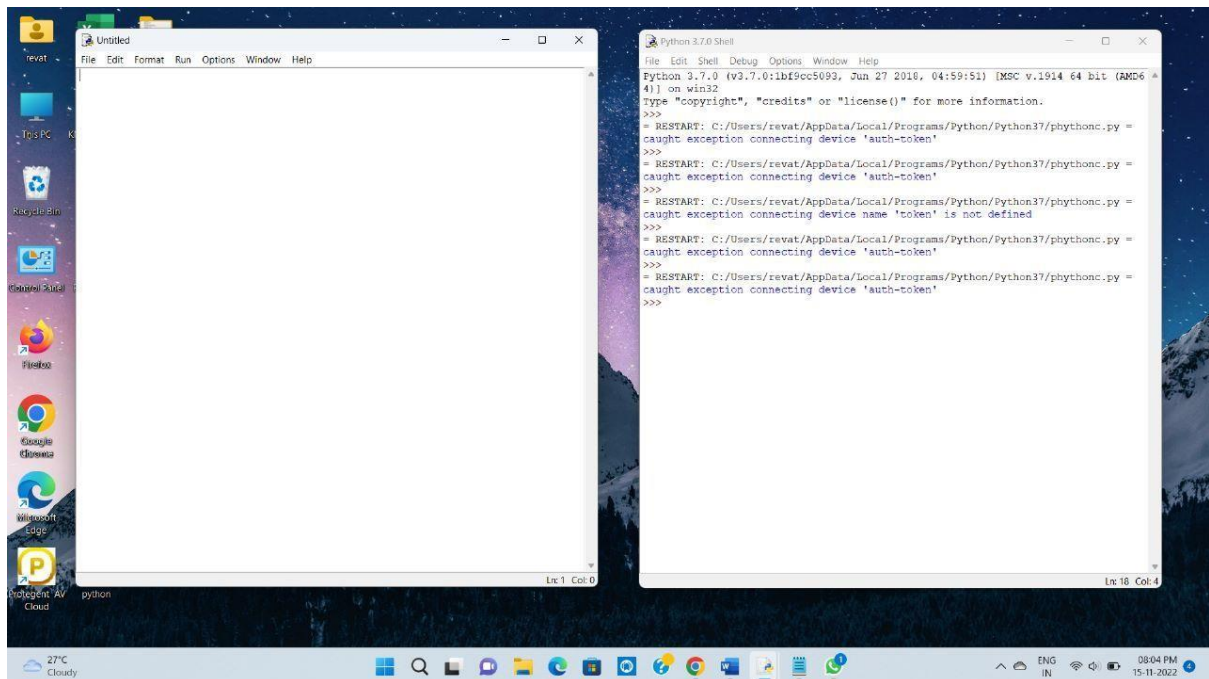 revat
This PC
Recycle Bin
Control Panel
Firefox
Google
Chrome
Microsoft
Edge
Protegent AV
Cloud
python
Untitled
File Edit Format Run Options Window Help
Ln: 1 Col: 0
Python 3.7.0 Shell
File Edit Shell Debug Options Window Help
Python 3.7.0 (v3.7.0:1bf9cc5093, Jun 27 2018, 04:59:51) [MSC v.1914 64 bit (AMD6
4)] on win32
Type "copyright", "credits" or "license()" for more information.
>>>
= RESTART: C:/Users/revat/AppData/Local/Programs/Python/Python37/phythonc.py =
caught exception connecting device 'auth-token'
>>>
= RESTART: C:/Users/revat/AppData/Local/Programs/Python/Python37/phythonc.py =
caught exception connecting device 'auth-token'
>>>
= RESTART: C:/Users/revat/AppData/Local/Programs/Python/Python37/phythonc.py =
caught exception connecting device name 'token' is not defined
>>>
= RESTART: C:/Users/revat/AppData/Local/Programs/Python/Python37/phythonc.py =
caught exception connecting device 'auth-token'
>>>
= RESTART: C:/Users/revat/AppData/Local/Programs/Python/Python37/phythonc.py =
caught exception connecting device 'auth-token'
>>>
Ln: 18 Col: 4
27°C
Cloudy
ENG
IN
08:04 PM
15-11-2022